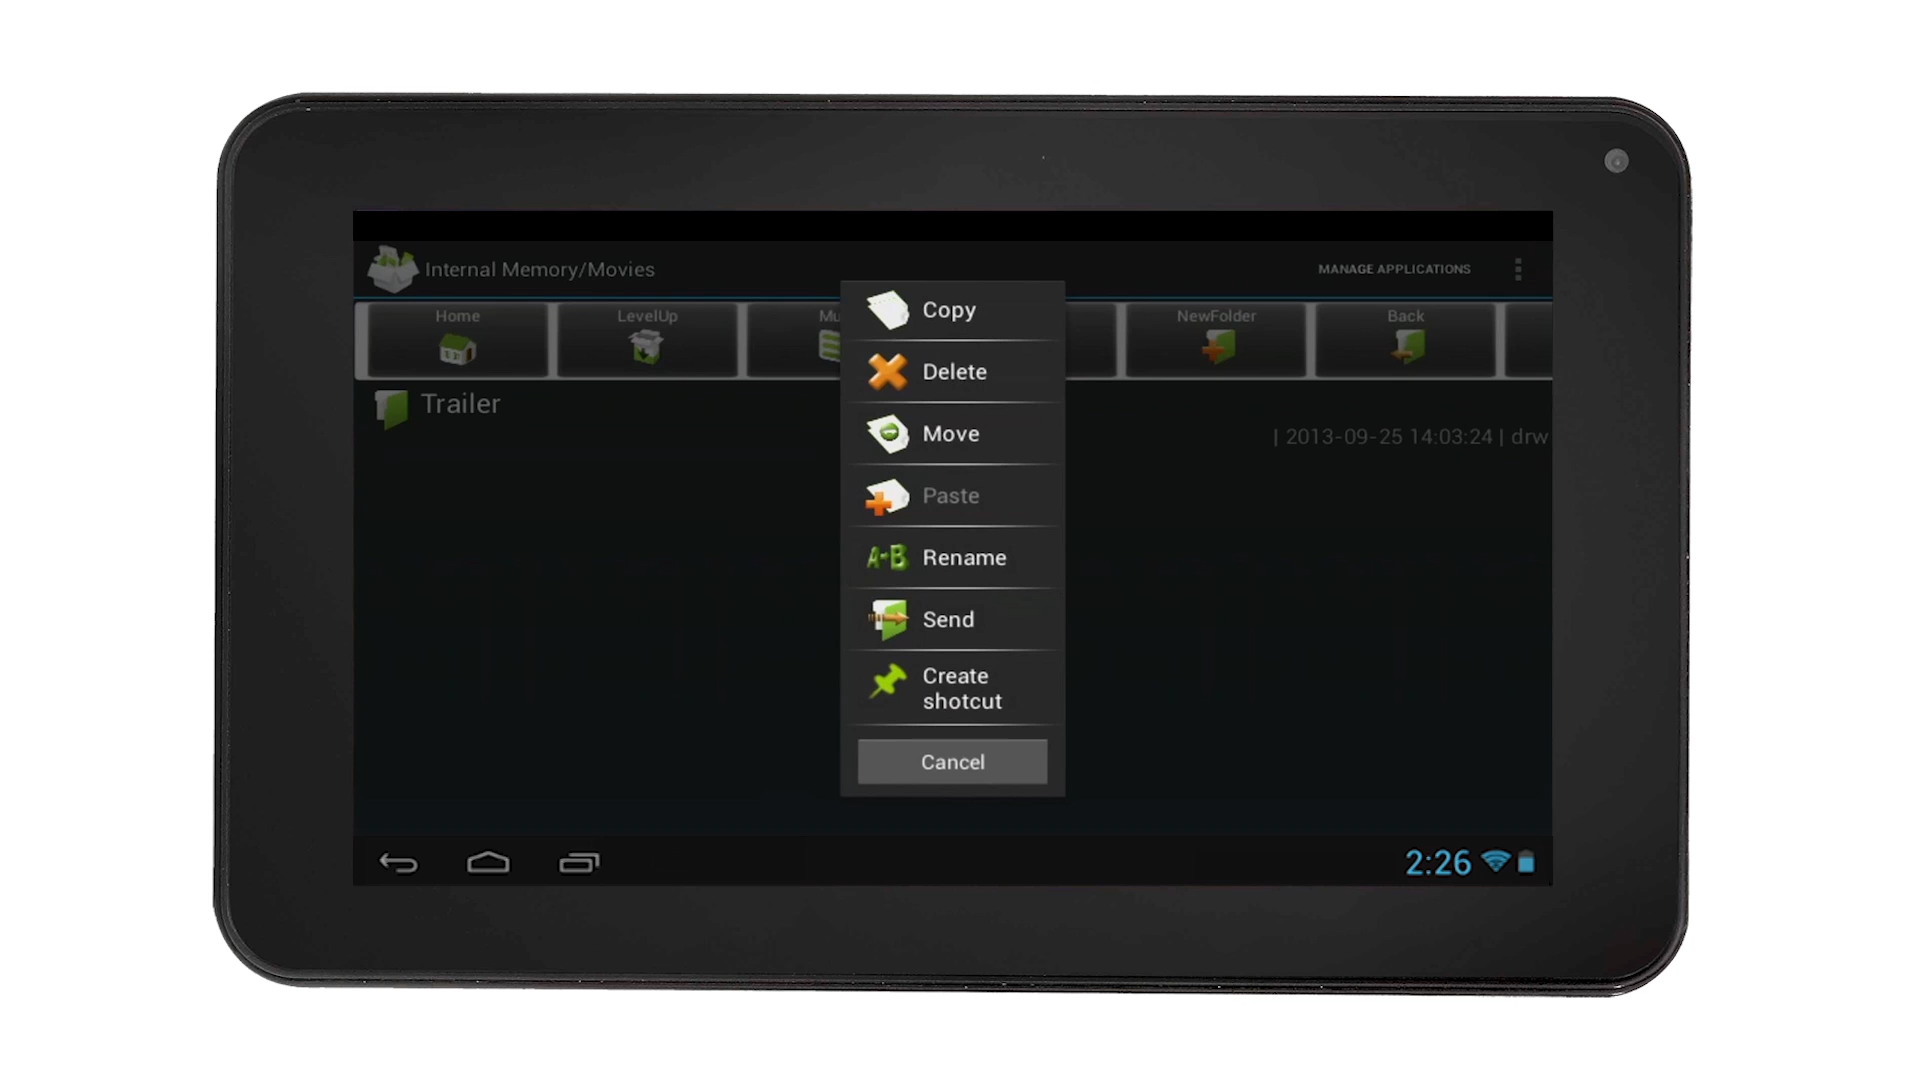 Internal Memory/Movies
MANAGE APPLICATIONS
Home
LevelUp
Mu
NewFolder
Back
Trailer
| 2013-09-25 14:03:24 | drw
Copy
Delete
Move
Paste
A-B
Rename
Send
Create
shotcut
Cancel
2:26